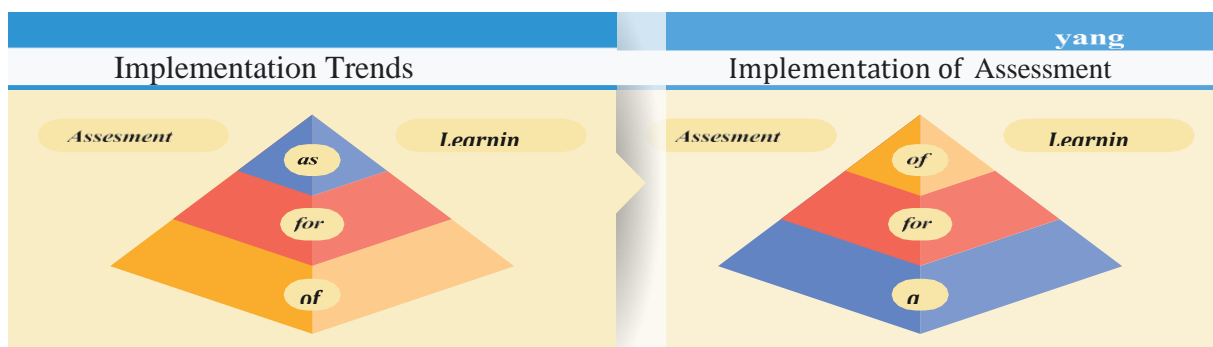 Implementation Trends
Assesment
Learnin
as
for
of
yang
Implementation of Assessment
Assesment
Learnin
of
for
a